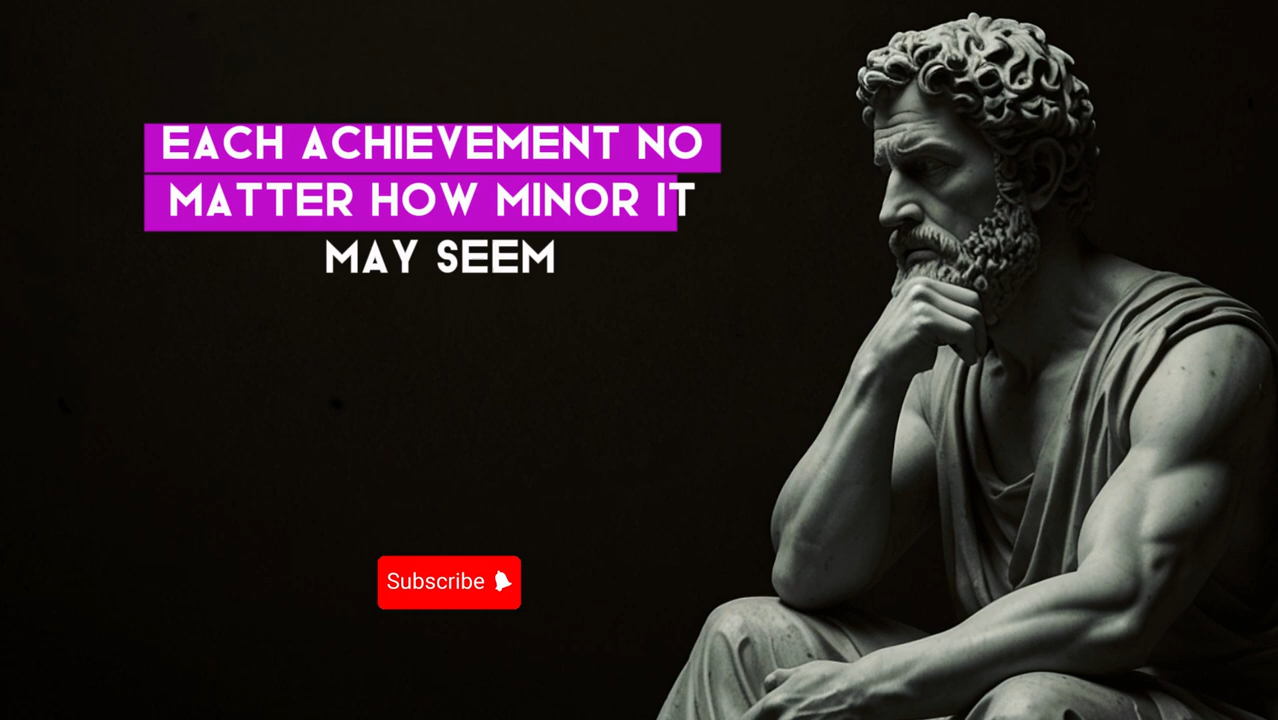 EACH ACHIEVEMENT NO
MATTER HOW MINOR IT
MAY SEEM
Subscribe